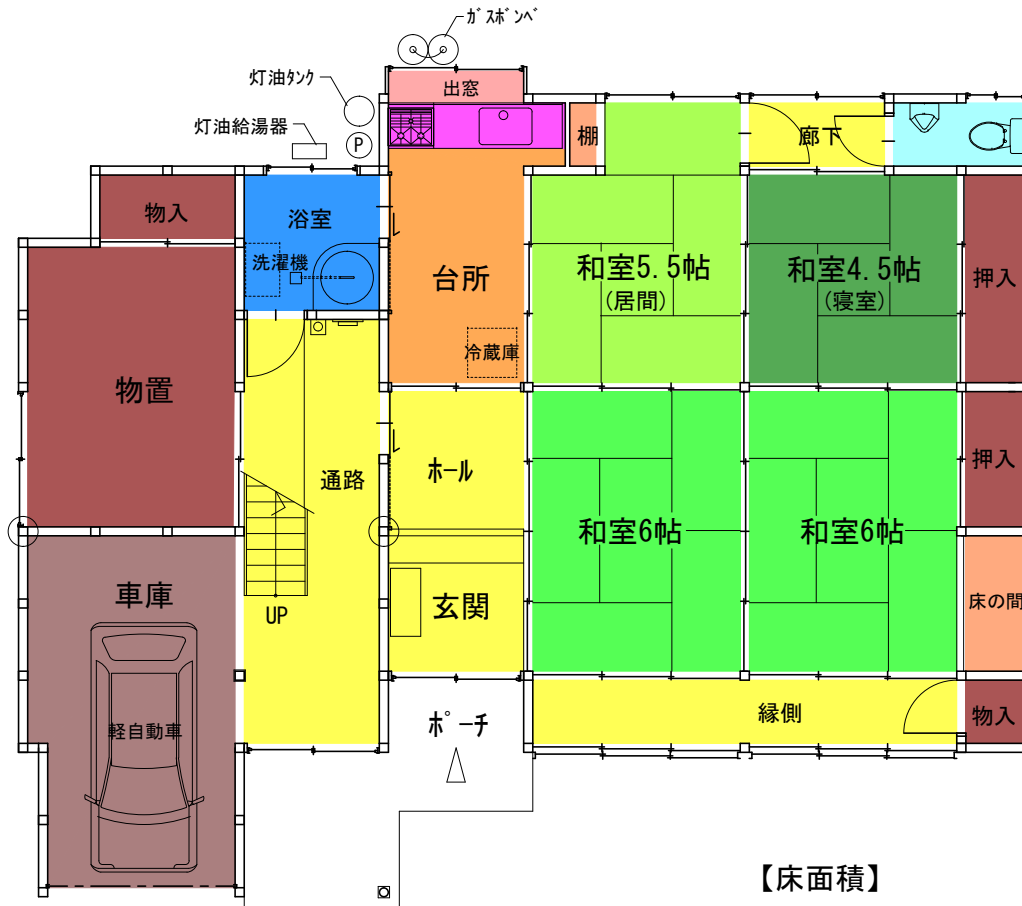 ガスボンベ
灯油タンク
出窓
灯油給湯器
P
棚
廊下
物入
浴室
洗濯機
台所
和室5.5帖
(居間)
和室4.5帖
(寝室)
押入
冷蔵庫
物置
通路
ホール
押入
和室6帖
和室6帖
車庫
UP
玄関
床の間
軽自動車
ポーチ
縁側
物入
【床面積】